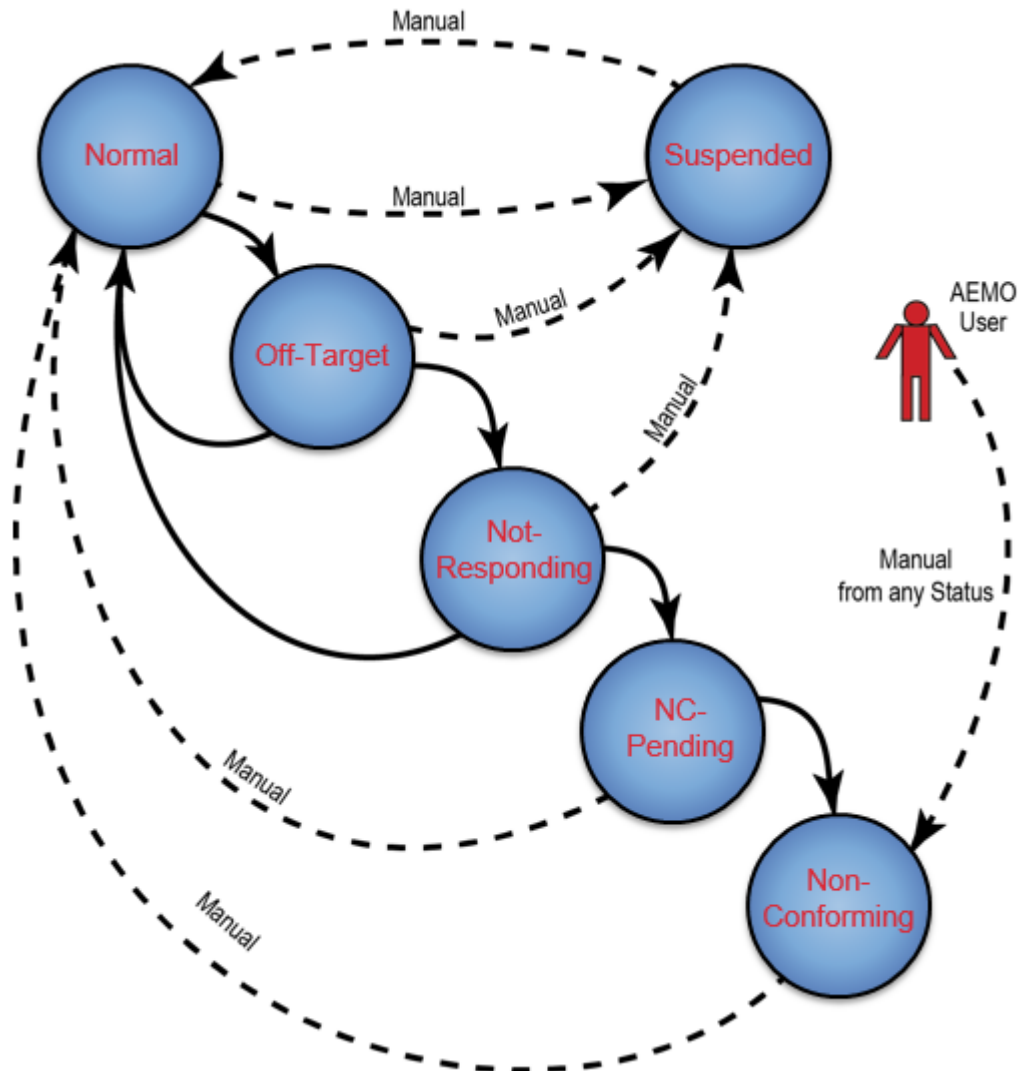 Manual
Normal
Suspended
Manual
Manual
AEMO
User
Off-Target
Manual
Not-
Responding
Manual
from any Status
NC-
Pending
Manual
Non-
Conforming
Manual